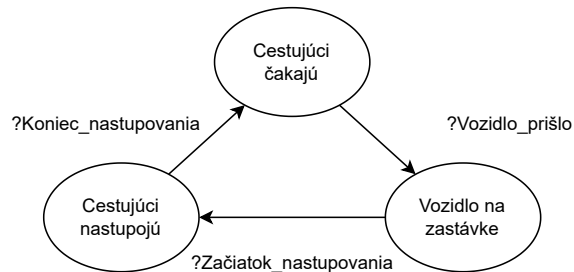 Cestujúci
čakajú
?Koniec_nastupovania
?Vozidlo_prišlo
Cestujúci
nastupojú
Vozidlo na
zastávke
?Začiatok_nastupovania